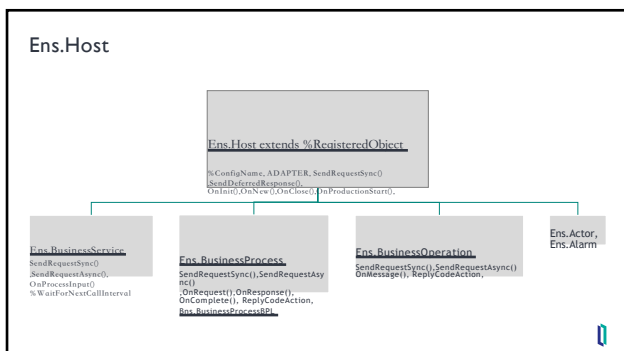 Ens.Host
Ens.Host extends %RegisteredObject
%ConfigName, ADAPTER, SendRequestSync()
,SendDeferredResponse(),
OnInit(),OnNew(),OnClose(),OnProductionStart(),
Ens.BusinessService
SendRequestSync()
,SendRequestAsync(),
OnProcessInput()
%WaitForNextCallInterval
Ens.BusinessProcess
SendRequestSync(),SendRequestAsy
nc()
,OnRequest(),OnResponse(),
OnComplete(), ReplyCodeAction,
Ens.BusinessProcessBPL
Ens.BusinessOperation
SendRequestSync(),SendRequestAsync()
OnMessage(), ReplyCodeAction,
Ens.Actor,
Ens.Alarm